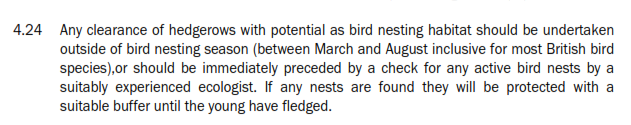 4.24 Any clearance of hedgerows with potential as bird nesting habitat should be undertaken
outside of bird nesting season (between March and August inclusive for most British bird
species),or should be immediately preceded by a check for any active bird nests by a
suitably experienced ecologist. If any nests are found they will be protected with a
suitable buffer until the young have fledged.